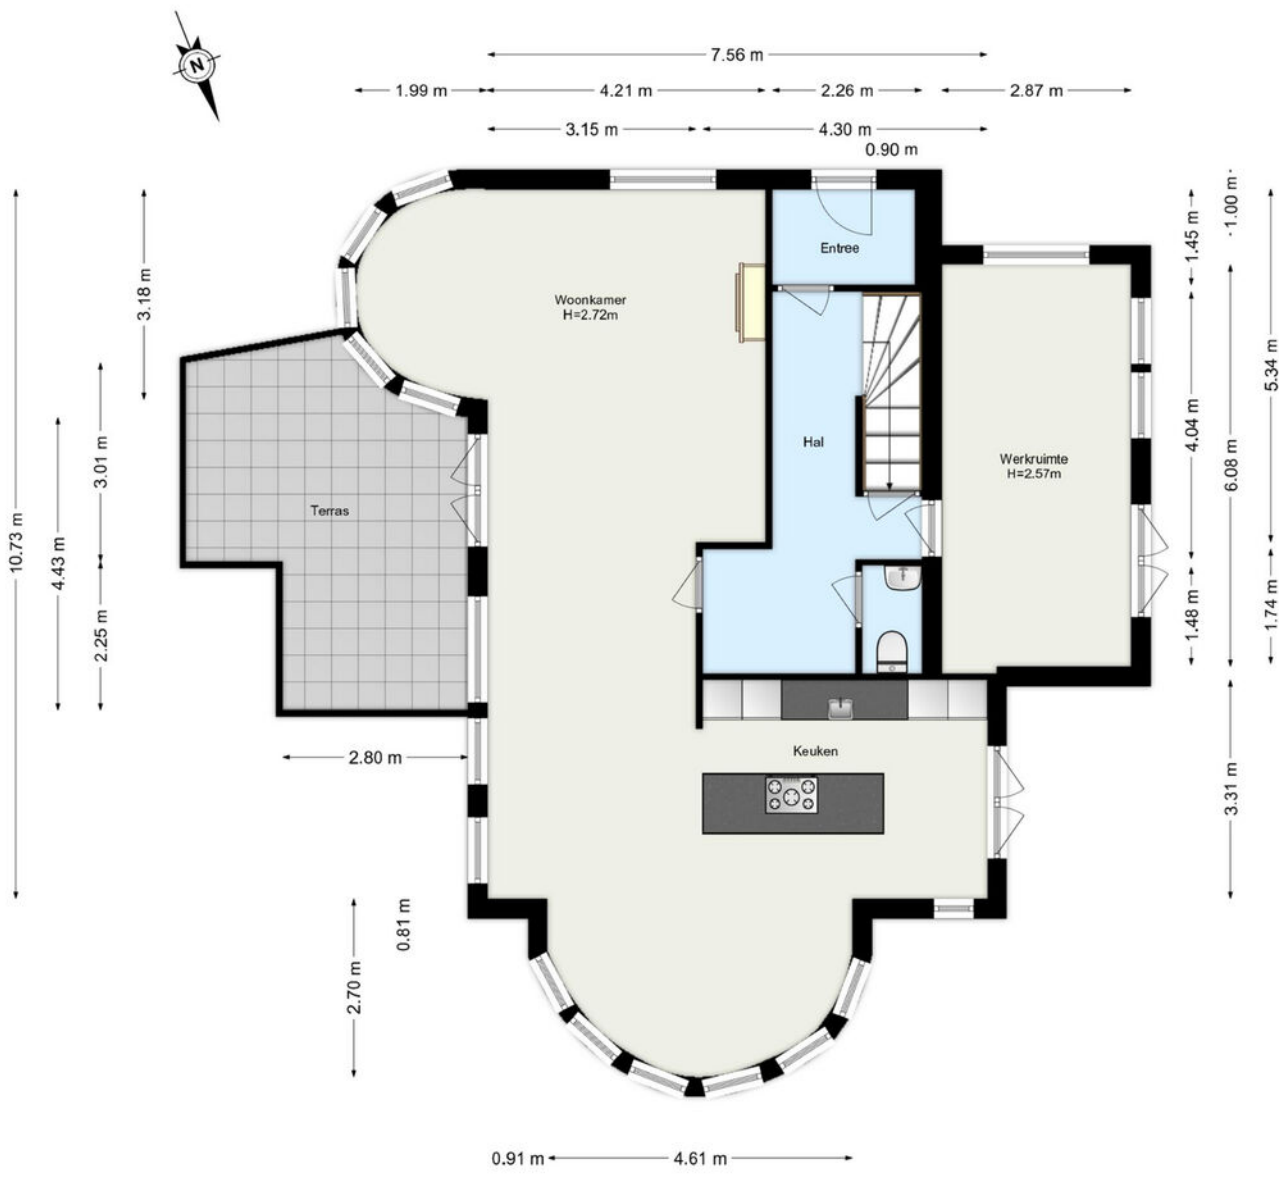 7.56 m
N
1.99 m
4.21 m
2.26 m
2.87 m
3.15 m
4.30 m
0.90 m
1.00 m
1.45 m
Entree
3.18 m
Woonkamer
H=2.72m
5.34 m
4.04 m
Hal
3.01 m
Werkruimte
H=2.57m
6.08 m
Terras
10.73 m
4.43 m
1.74 m
1.48 m
2.25 m
Keuken
2.80 m
3.31 m
0.81 m
2.70 m
0.91 m
4.61 m